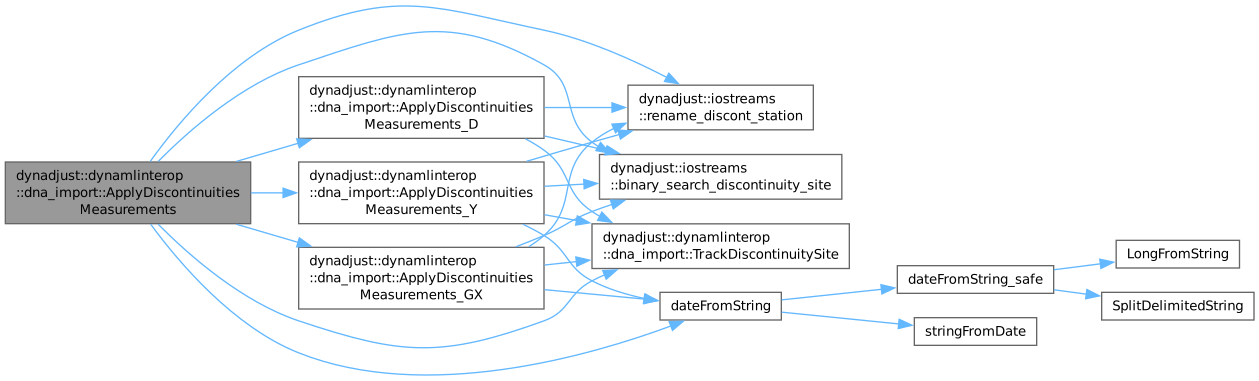 dynadjust::dynamlinterop
::dna_import::ApplyDiscontinuities
Measurements
dynadjust::dynamlinterop
::dna_import::ApplyDiscontinuities
Measurements_D
dynadjust::dynamlinterop
::dna_import::ApplyDiscontinuities
Measurements_Y
dynadjust::dynamlinterop
::dna_import::ApplyDiscontinuities
Measurements_GX
dynadjust::iostreams
::rename_discont_station
dynadjust::iostreams
::binary_search_discontinuity_site
dynadjust::dynamlinterop
::dna_import::TrackDiscontinuitySite
dateFromString
dateFromString_safe
stringFromDate
LongFromString
SplitDelimitedString